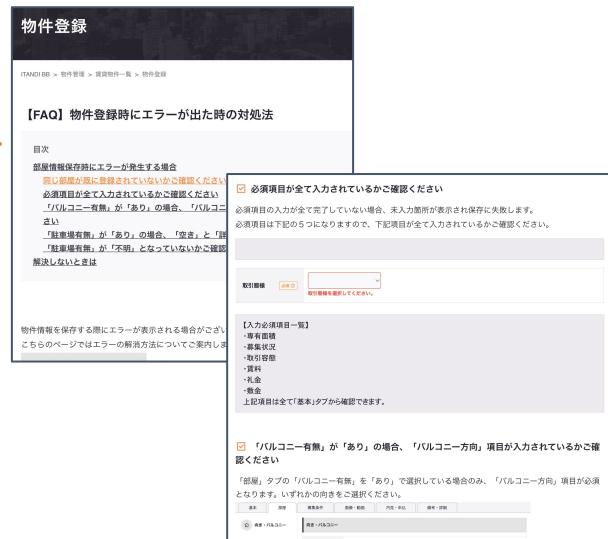 物件登録
ITANDI BB > 物件管理 > 賃貸物件一覧 > 物件登録
【FAQ】物件登録時にエラーが出た時の対処法
目次
部屋情報保存時にエラーが発生する場合
同じ部屋が既に登録されていないかご確認ください
必須項目が全て入力されているかご確認ください
「バルコニー有無」が「あり」の場合、「バルコニ
さい
「駐車場有無」が「あり」の場合、「空き」と「詳
「駐車場有無」が「不明」となっていないかご確認
解決しないときは
物件情報を保存する際にエラーが表示される場合がござい
こちらのページではエラーの解消方法についてご案内しま
必須項目が全て入力されているかご確認ください
必須項目の入力が全て完了していない場合、未入力箇所が表示され保存に失敗します。
必須項目は下記の５つになりますので、下記項目が全て入力されているかご確認ください。
取引態様 必須
取引態様を選択してください。
【入力必須項目一覧】
・専有面積
・募集状況
・取引容態
・賃料
・礼金
・敷金
上記項目は全て「基本」タブから確認できます。
「バルコニー有無」が「あり」の場合、「バルコニー方向」項目が入力されているかご確
認ください
「部屋」タブの「バルコニー有無」を「あり」で選択している場合のみ、「バルコニー方向」項目が必須
となります。いずれかの向きをご選択ください。
基本 部屋 募集条件 画像・動画 内見・申込 備考・詳細
向き・バルコニー 向き・バルコニー